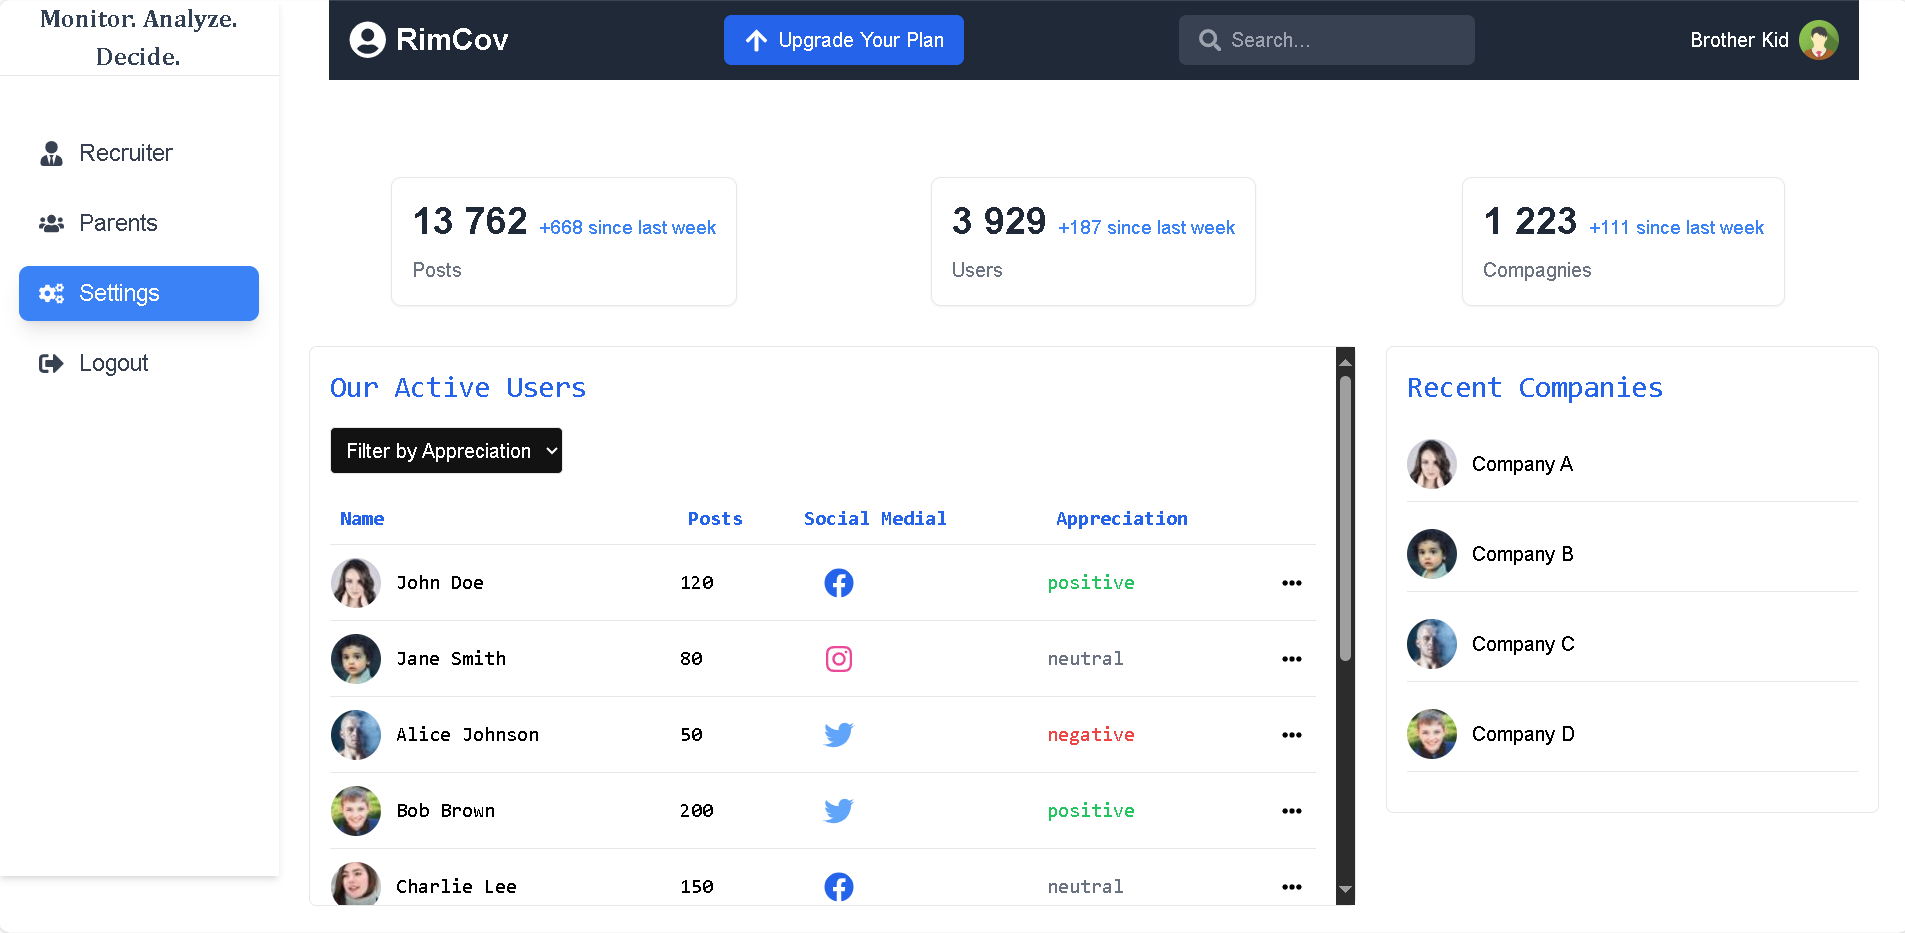 Monitor. Analyze.
Decide.
Recruiter
Parents
Settings
Logout
RimCov
Upgrade Your Plan
Search...
Brother Kid
13 762 +668 since last week
Posts
3 929 +187 since last week
Users
1 223 +111 since last week
Compagnies
Our Active Users
Filter by Appreciation
Name Posts Social Medial Appreciation
John Doe 120 positive •••
Jane Smith 80 neutral •••
Alice Johnson 50 negative •••
Bob Brown 200 positive •••
Charlie Lee 150 neutral •••
Recent Companies
Company A
Company B
Company C
Company D